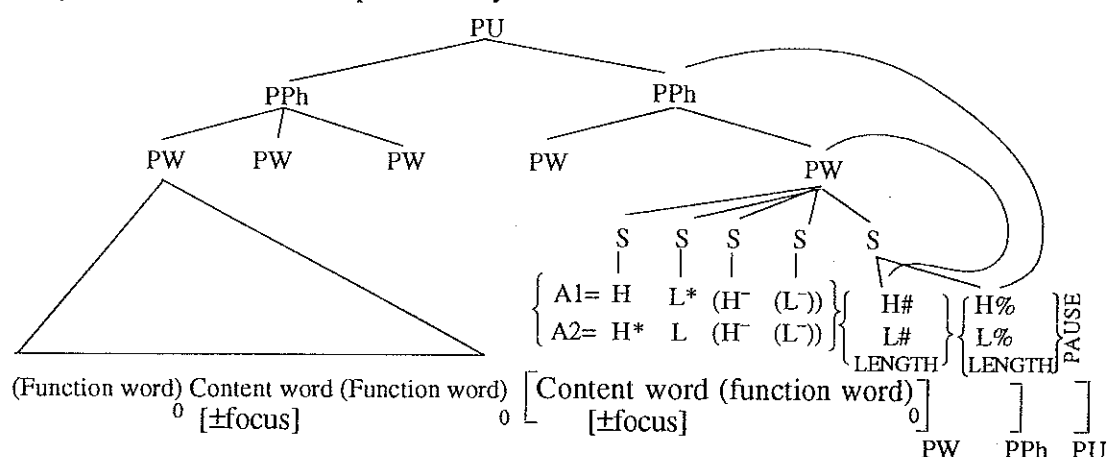 PU
PPh PPh
PW PW PW PW PW
S S S S S
A1= H L* (H⁻ (L⁻)) H# H%
A2= H* L (H⁻ (L⁻)) L# L%
LENGTH LENGTH PAUSE
(Function word) Content word (Function word) [Content word (function word)] ] ]
0 [±focus] 0 [±focus] 0
PW PPh PU